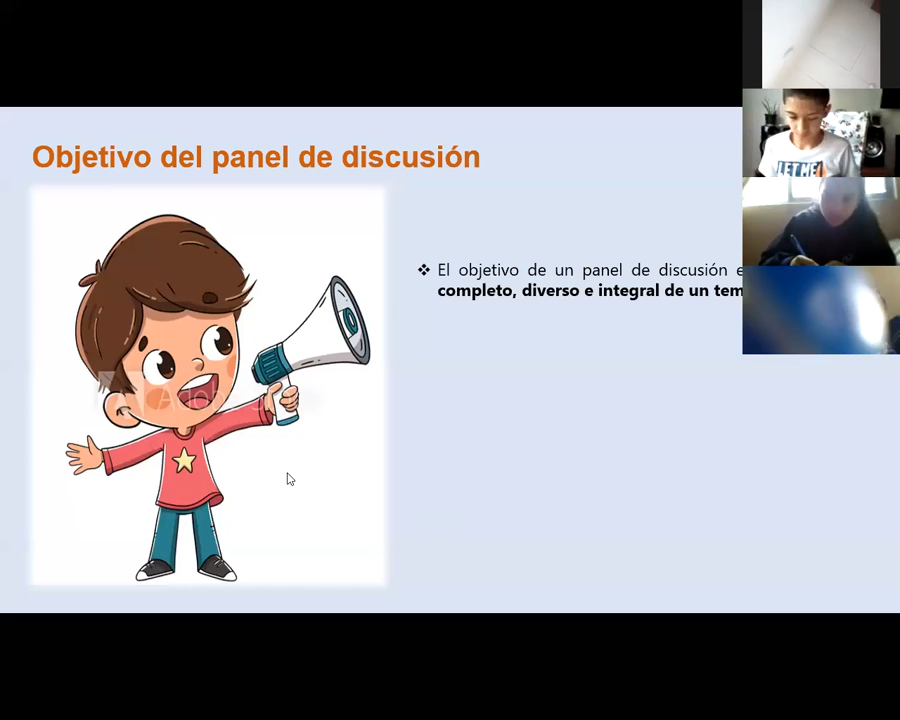 Objetivo del panel de discusión
❖ El objetivo de un panel de discusión
completo, diverso e integral de un
LET ME